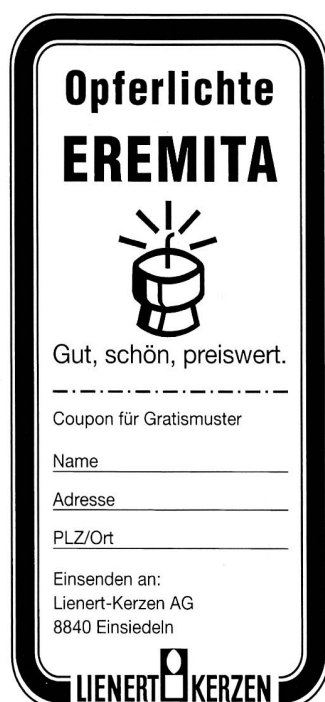 Opferlichte
EREMITA
Gut, schön, preiswert.
Coupon für Gratismuster
Name
Adresse
PLZ/Ort
Einsenden an:
Lienert-Kerzen AG
8840 Einsiedeln
LIENERT KERZEN